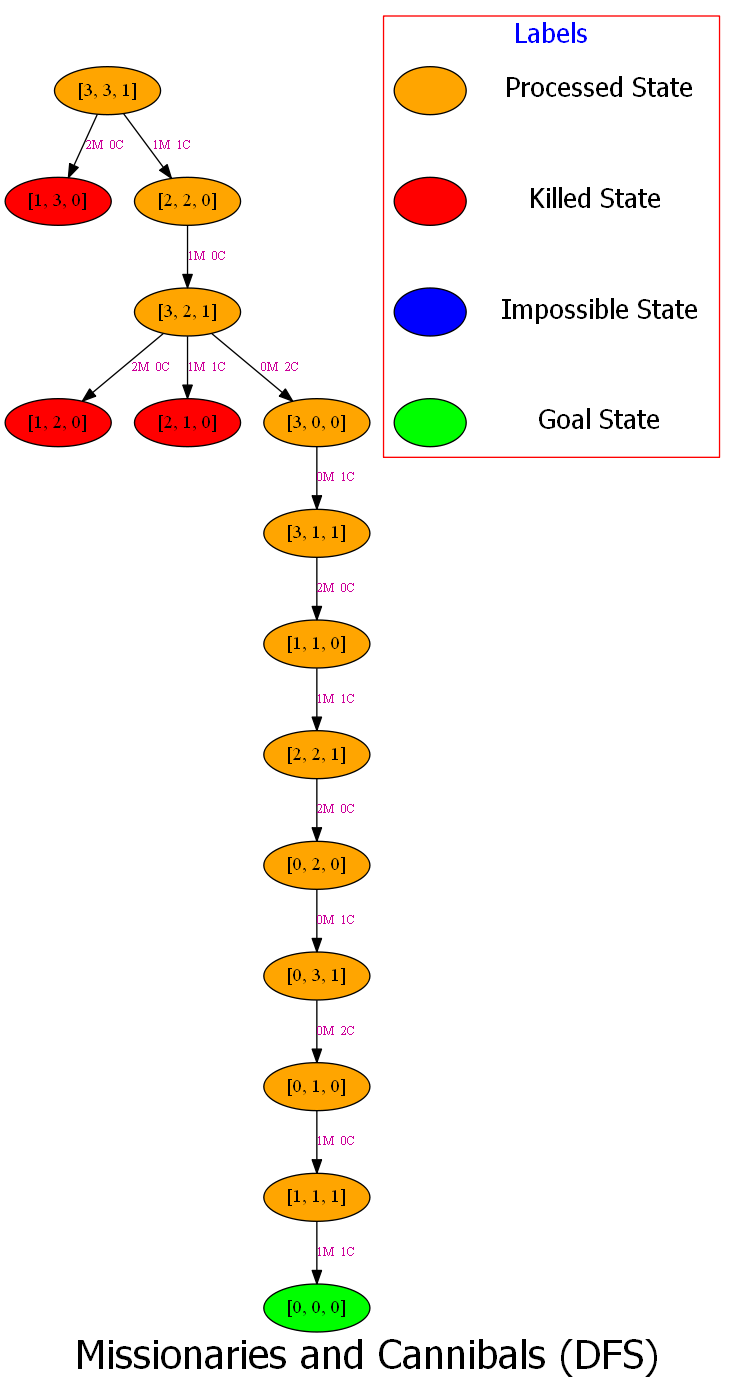 Labels
Processed State
Killed State
Impossible State
Goal State
[3, 3, 1]
2M 0C
1M 1C
[1, 3, 0]
[2, 2, 0]
1M 0C
[3, 2, 1]
2M 0C
1M 1C
0M 2C
[1, 2, 0]
[2, 1, 0]
[3, 0, 0]
0M 1C
[3, 1, 1]
2M 0C
[1, 1, 0]
1M 1C
[2, 2, 1]
2M 0C
[0, 2, 0]
0M 1C
[0, 3, 1]
0M 2C
[0, 1, 0]
1M 0C
[1, 1, 1]
1M 1C
[0, 0, 0]
Missionaries and Cannibals (DFS)